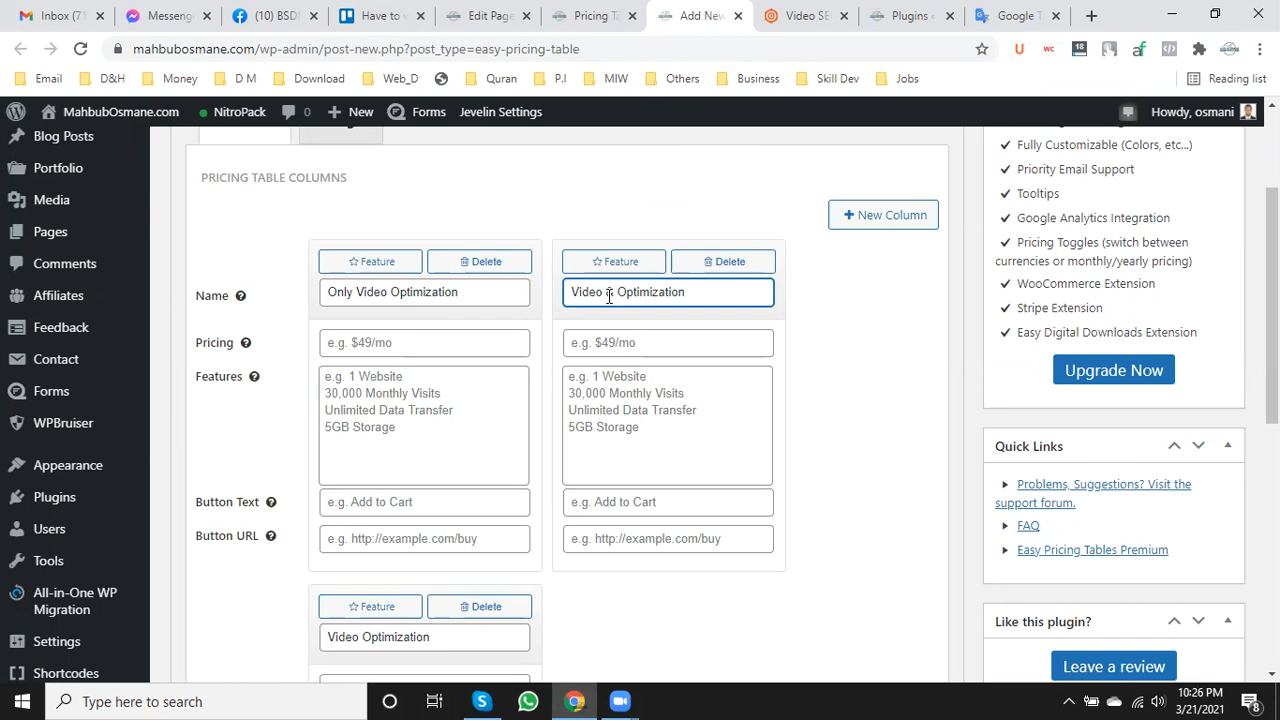 Inbox (71
Messeng
(10) BSDI
Have to
Edit Page
Pricing T
Add New
Video SE
Plugins
Google T
mahbubosmane.com/wp-admin/post-new.php?post_type=easy-pricing-table
Email D&H Money D M Download Web_D Quran P.I MIW Others Business Skill Dev Jobs Reading list
MahbubOsmane.com NitroPack 0 New Forms Jevelin Settings Howdy, osmani
Blog Posts
Portfolio
Media
Pages
Comments
Affiliates
Feedback
Contact
Forms
WPBruiser
Appearance
Plugins
Users
Tools
All-in-One WP
Migration
Settings
Shortcodes
PRICING TABLE COLUMNS
+ New Column
Feature Delete Feature Delete
Name Only Video Optimization Video & Optimization
Pricing e.g. $49/mo e.g. $49/mo
Features
e.g. 1 Website
30,000 Monthly Visits
Unlimited Data Transfer
5GB Storage
e.g. 1 Website
30,000 Monthly Visits
Unlimited Data Transfer
5GB Storage
Button Text e.g. Add to Cart e.g. Add to Cart
Button URL e.g. http://example.com/buy e.g. http://example.com/buy
Feature Delete
Video Optimization
Fully Customizable (Colors, etc...)
Priority Email Support
Tooltips
Google Analytics Integration
Pricing Toggles (switch between
currencies or monthly/yearly pricing)
WooCommerce Extension
Stripe Extension
Easy Digital Downloads Extension
Upgrade Now
Quick Links
Problems, Suggestions? Visit the
support forum.
FAQ
Easy Pricing Tables Premium
Like this plugin?
Leave a review
Type here to search
10:26 PM
3/21/2021
8